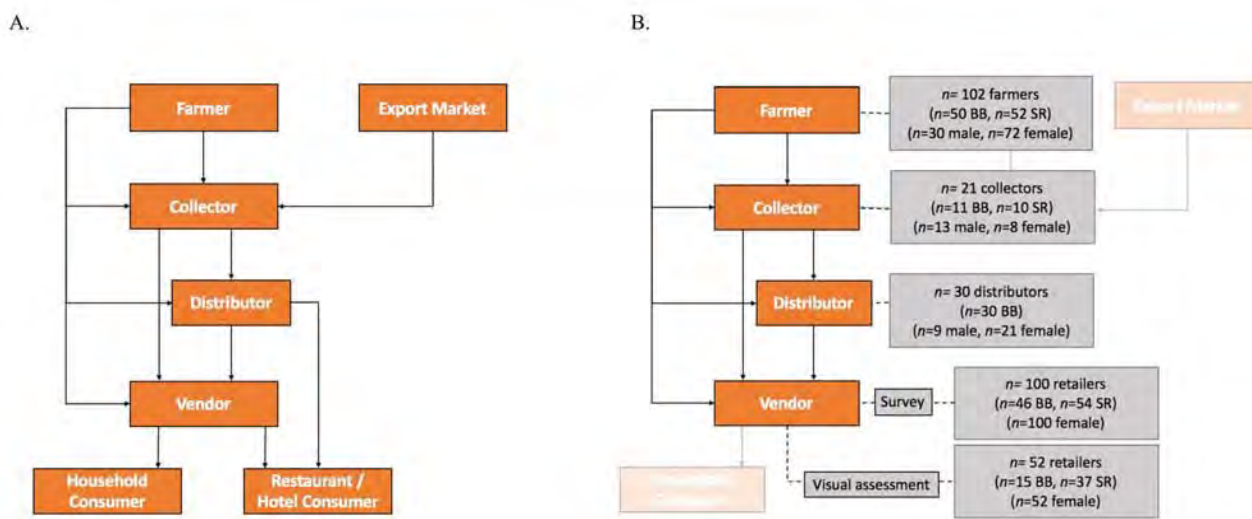 A.
Farmer
Export Market
Collector
Distributor
Vendor
Household
Consumer
Restaurant /
Hotel Consumer
B.
Farmer
n= 102 farmers
(n=50 BB, n=52 SR)
(n=30 male, n=72 female)
Export Market
Collector
n= 21 collectors
(n=11 BB, n=10 SR)
(n=13 male, n=8 female)
Distributor
n= 30 distributors
(n=30 BB)
(n=9 male, n=21 female)
Vendor
Survey
n= 100 retailers
(n=46 BB, n=54 SR)
(n=100 female)
Visual assessment
n= 52 retailers
(n=15 BB, n=37 SR)
(n=52 female)